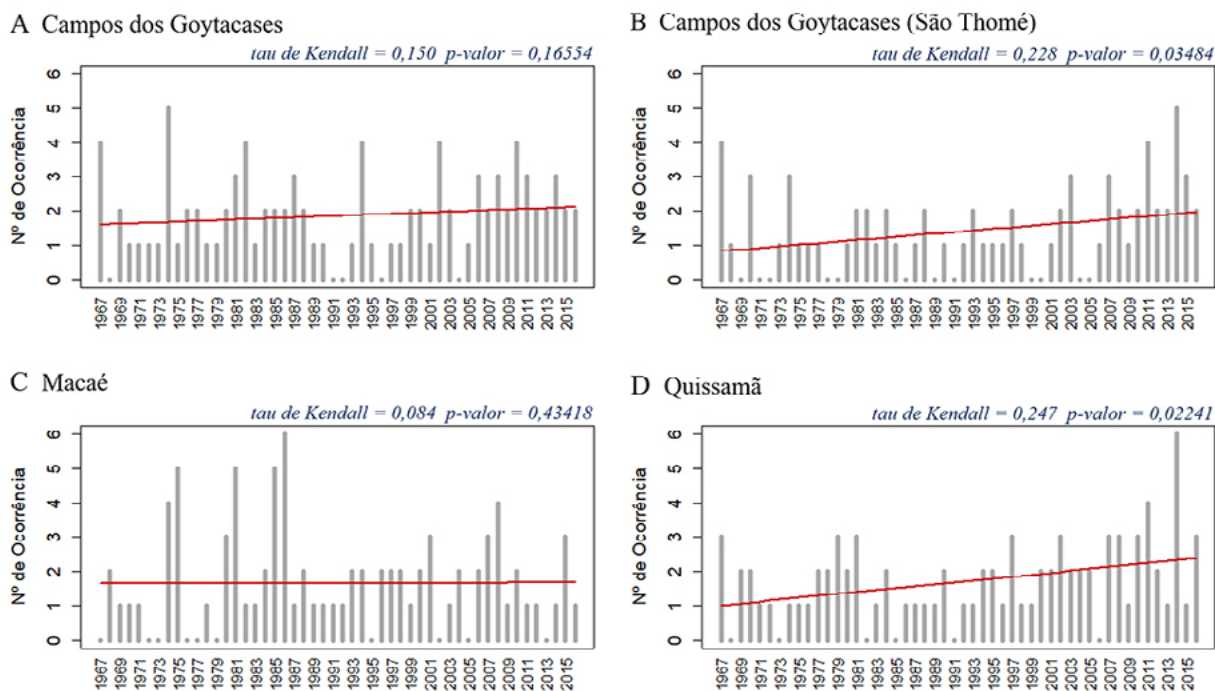 A Campos dos Goytacases
tau de Kendall = 0,150 p-valor = 0,16554
Nº de Ocorrência
6
5
4
3
2
1
0
1967 1969 1971 1973 1975 1977 1979 1981 1983 1985 1987 1989 1991 1993 1995 1997 1999 2001 2003 2005 2007 2009 2011 2013 2015
B Campos dos Goytacases (São Thomé)
tau de Kendall = 0,228 p-valor = 0,03484
Nº de Ocorrência
6
5
4
3
2
1
0
1967 1969 1971 1973 1975 1977 1979 1981 1983 1985 1987 1989 1991 1993 1995 1997 1999 2001 2003 2005 2007 2009 2011 2013 2015
C Macaé
tau de Kendall = 0,084 p-valor = 0,43418
Nº de Ocorrência
6
5
4
3
2
1
0
1967 1969 1971 1973 1975 1977 1979 1981 1983 1985 1987 1989 1991 1993 1995 1997 1999 2001 2003 2005 2007 2009 2011 2013 2015
D Quissamã
tau de Kendall = 0,247 p-valor = 0,02241
Nº de Ocorrência
6
5
4
3
2
1
0
1967 1969 1971 1973 1975 1977 1979 1981 1983 1985 1987 1989 1991 1993 1995 1997 1999 2001 2003 2005 2007 2009 2011 2013 2015